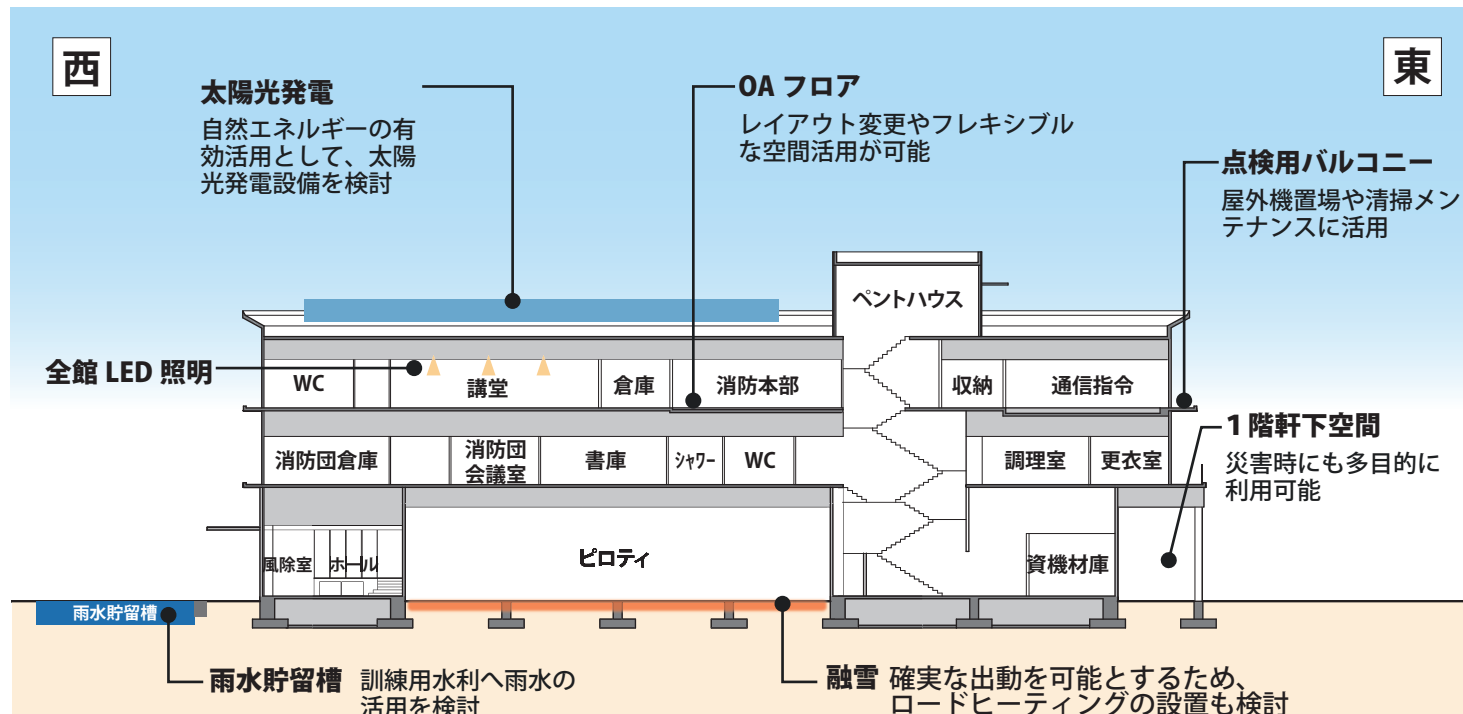 西
東
太陽光発電
自然エネルギーの有
効活用として、太陽
光発電設備を検討
OA フロア
レイアウト変更やフレキシブル
な空間活用が可能
点検用バルコニー
屋外機置場や清掃メン
テナンスに活用
ペントハウス
全館 LED 照明
WC
講堂
倉庫
消防本部
収納
通信指令
1 階軒下空間
災害時にも多目的に
利用可能
消防団倉庫
消防団
会議室
書庫
シャワー
WC
調理室
更衣室
風除室
ホール
ピロティ
資機材庫
雨水貯留槽
雨水貯留槽
訓練用水利へ雨水の
活用を検討
融雪
確実な出動を可能とするため、
ロードヒーティングの設置も検討